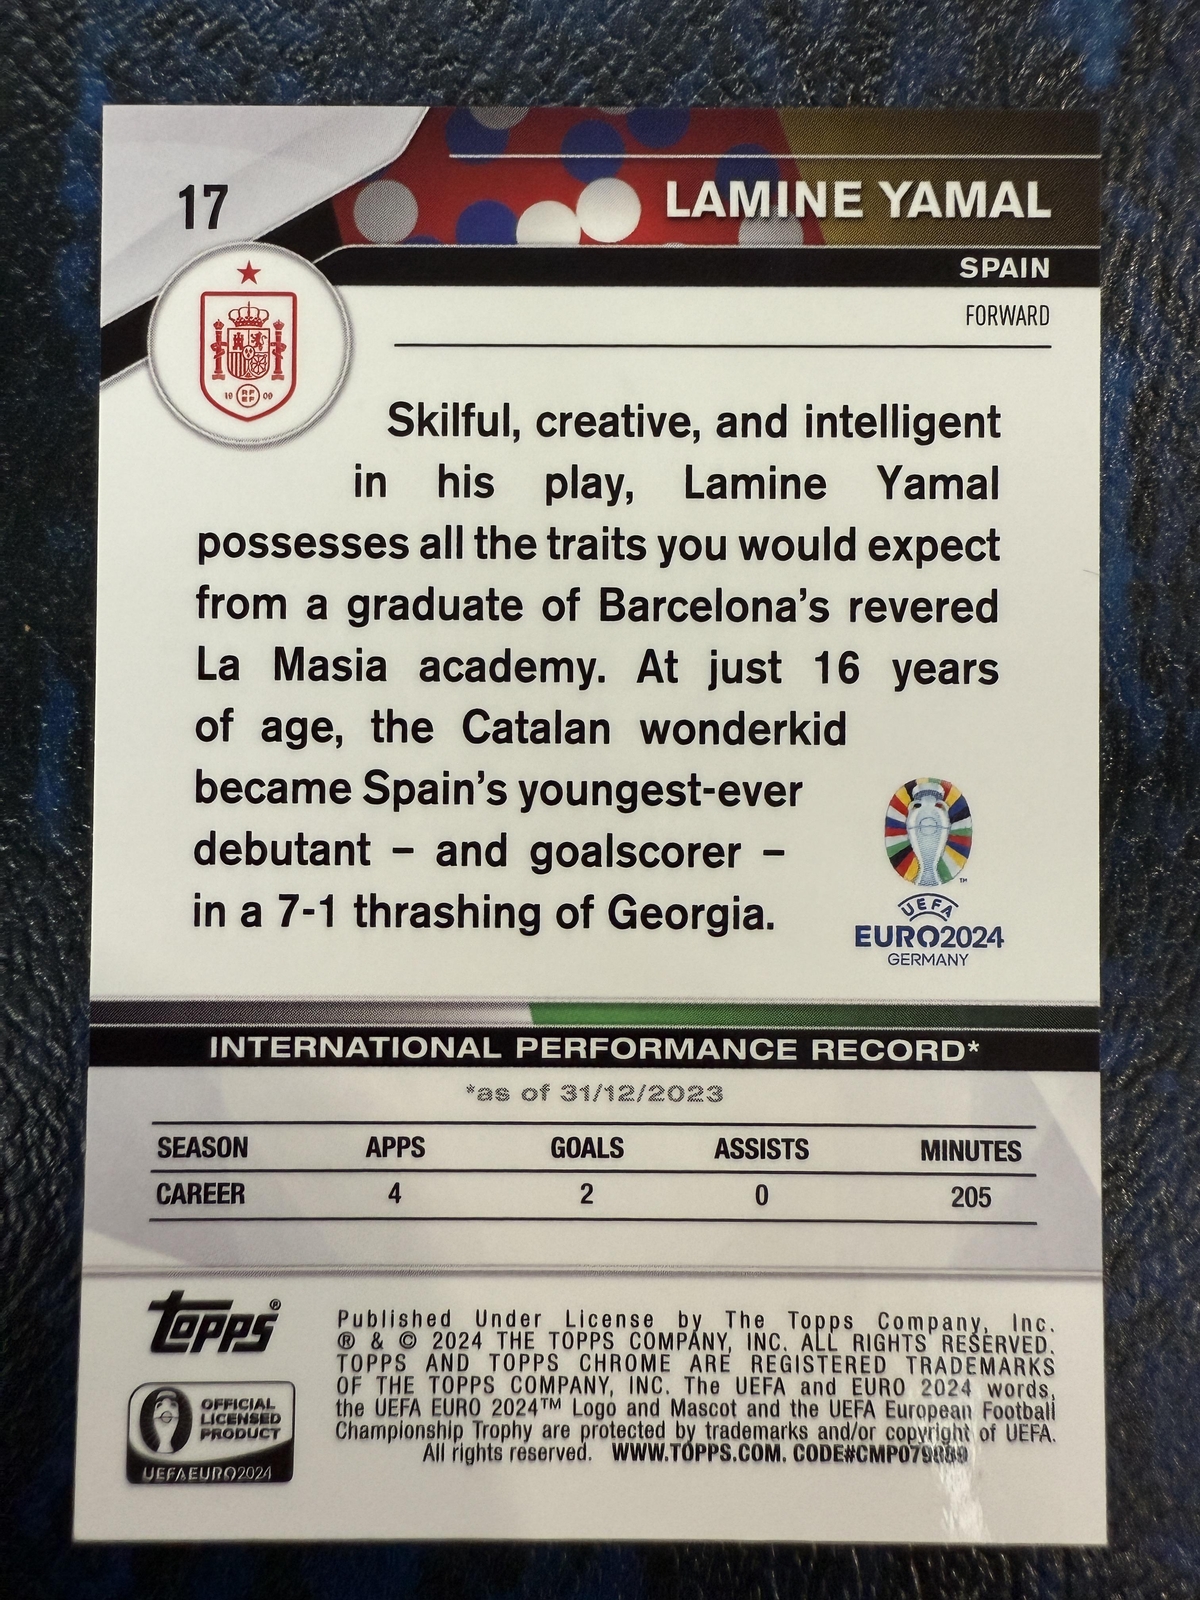 17
LAMINE YAMAL
SPAIN
FORWARD
19 RFEF 09
Skilful, creative, and intelligent
in his play, Lamine Yamal
possesses all the traits you would expect
from a graduate of Barcelona's revered
La Masia academy. At just 16 years
of age, the Catalan wonderkid
became Spain's youngest-ever
debutant – and goalscorer –
in a 7-1 thrashing of Georgia.
™
UEFA
EURO2024
GERMANY
INTERNATIONAL PERFORMANCE RECORD*
*as of 31/12/2023
SEASON APPS GOALS ASSISTS MINUTES
CAREER 4 2 0 205
Topps®
OFFICIAL
LICENSED
PRODUCT
UEFA EURO2024
Published Under License by The Topps Company, Inc.
® & © 2024 THE TOPPS COMPANY, INC. ALL RIGHTS RESERVED.
TOPPS AND TOPPS CHROME ARE REGISTERED TRADEMARKS
OF THE TOPPS COMPANY, INC. The UEFA and EURO 2024 words,
the UEFA EURO 2024™ Logo and Mascot and the UEFA European Football
Championship Trophy are protected by trademarks and/or copyright of UEFA.
All rights reserved. WWW.TOPPS.COM. CODE#CMP079889